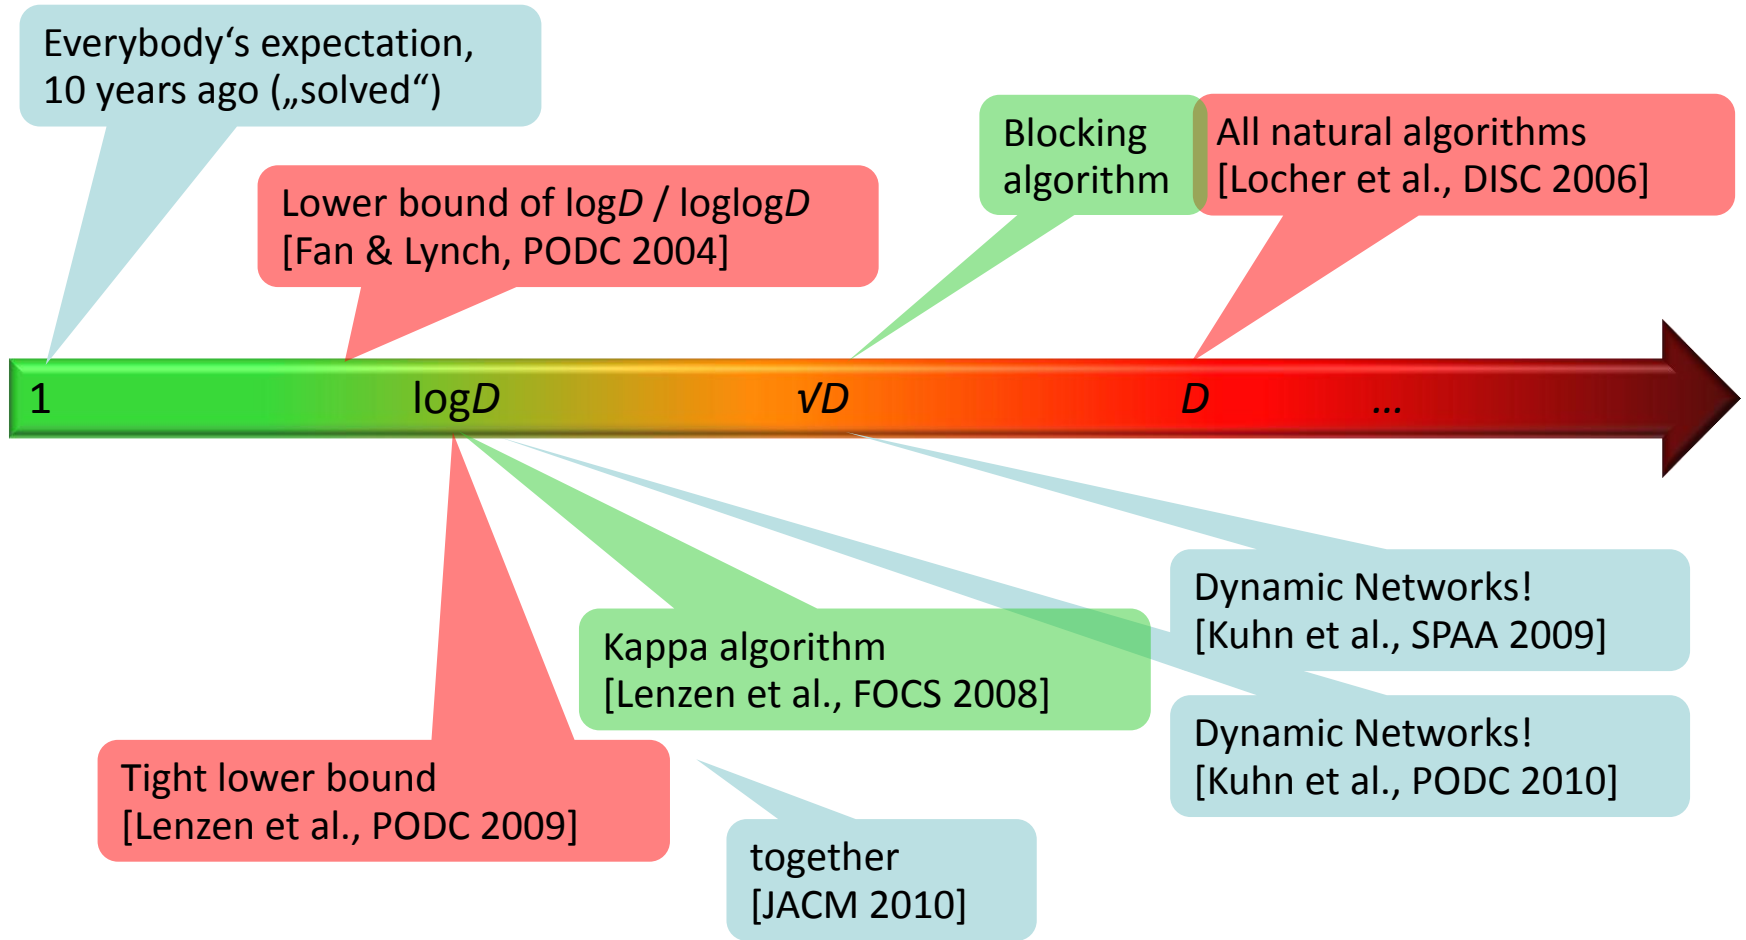 Everybody‘s expectation,
10 years ago („solved“)
Lower bound of logD / loglogD
[Fan & Lynch, PODC 2004]
Blocking
algorithm
All natural algorithms
[Locher et al., DISC 2006]
1
logD
√D
D
...
Dynamic Networks!
[Kuhn et al., SPAA 2009]
Kappa algorithm
[Lenzen et al., FOCS 2008]
Dynamic Networks!
[Kuhn et al., PODC 2010]
Tight lower bound
[Lenzen et al., PODC 2009]
together
[JACM 2010]